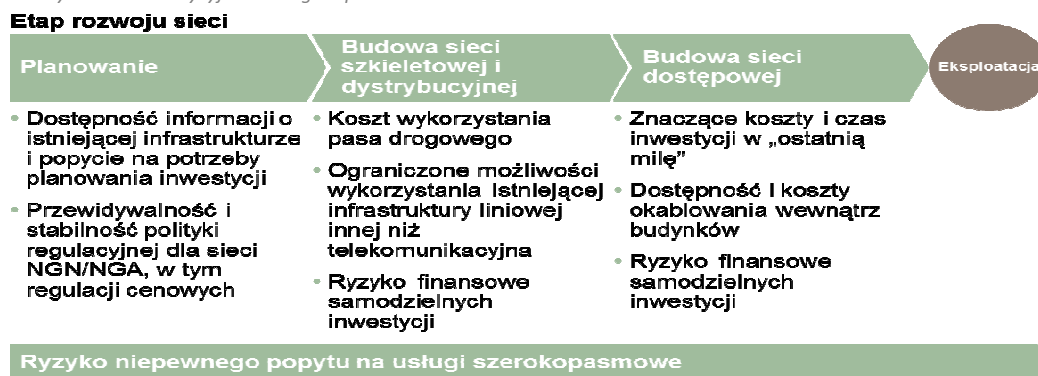 Etap rozwoju sieci
Planowanie
Budowa sieci
szkieletowej i
dystrybucyjnej
Budowa sieci
dostępowej
Eksploatacja
• Dostępność informacji o
istniejącej infrastrukturze
i popycie na potrzeby
planowania inwestycji
• Przewidywalność i
stabilność polityki
regulacyjnej dla sieci
NGN/NGA, w tym
regulacji cenowych
• Koszt wykorzystania
pasa drogowego
• Ograniczone możliwości
wykorzystania istniejącej
infrastruktury liniowej
innej niż
telekomunikacyjna
• Ryzyko finansowe
samodzielnych
inwestycji
• Znaczące koszty i czas
inwestycji w „ostatnią
milę”
• Dostępność i koszty
okablowania wewnątrz
budynków
• Ryzyko finansowe
samodzielnych
inwestycji
Ryzyko niepewnego popytu na usługi szerokopasmowe